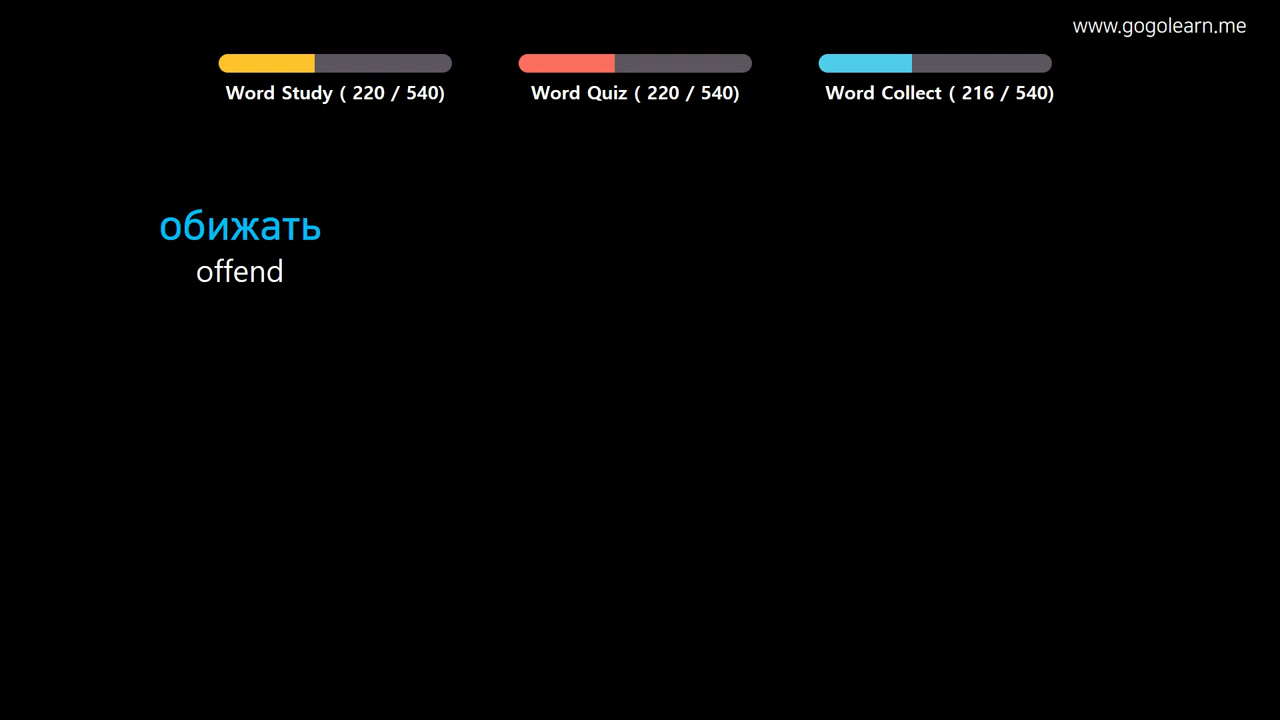 www.gogolearn.me
Word Study ( 220 / 540)
Word Quiz ( 220 / 540)
Word Collect ( 216 / 540)
обижать
offend